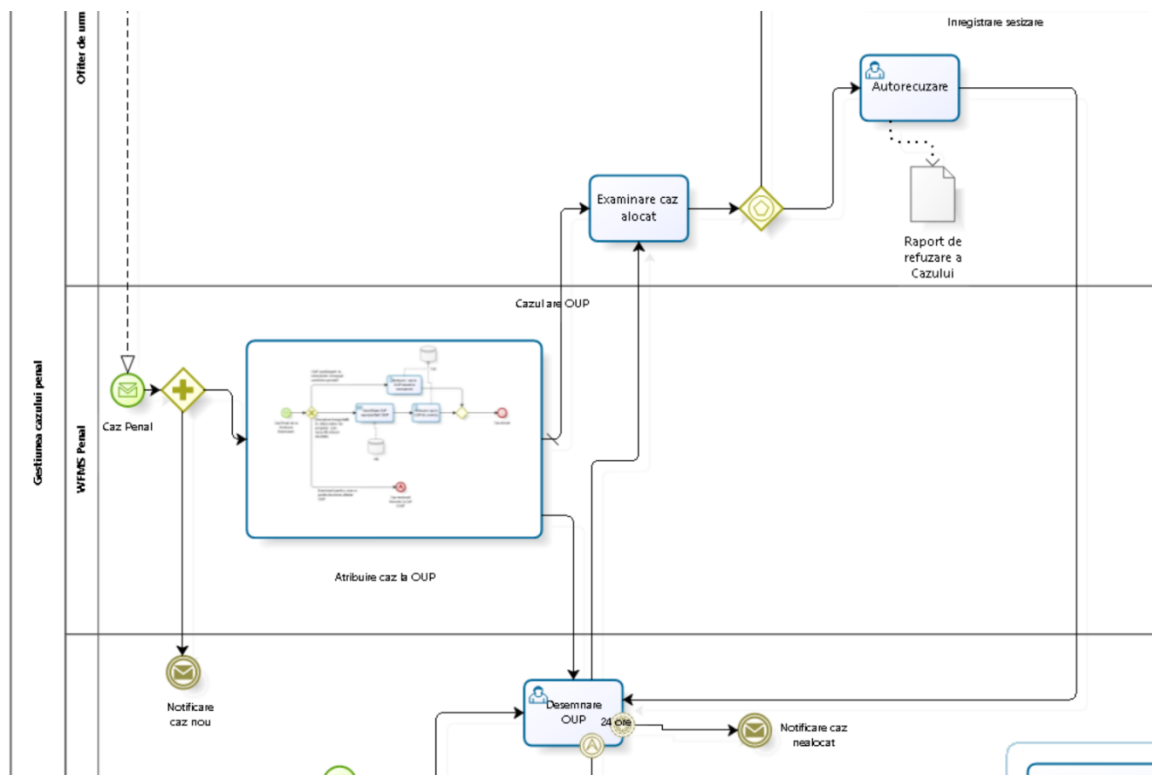 Ofiter de urm
Inregistrare sesizare
Autorecuzare
Examinare caz
alocat
Raport de
refuzare a
Cazului
Cazul are OUP
Gestiunea cazului penal
WFMS Penal
Caz Penal
Atribuire caz la OUP
Notificare
caz nou
Desemnare
OUP
24 ore
Notificare caz
nealocat